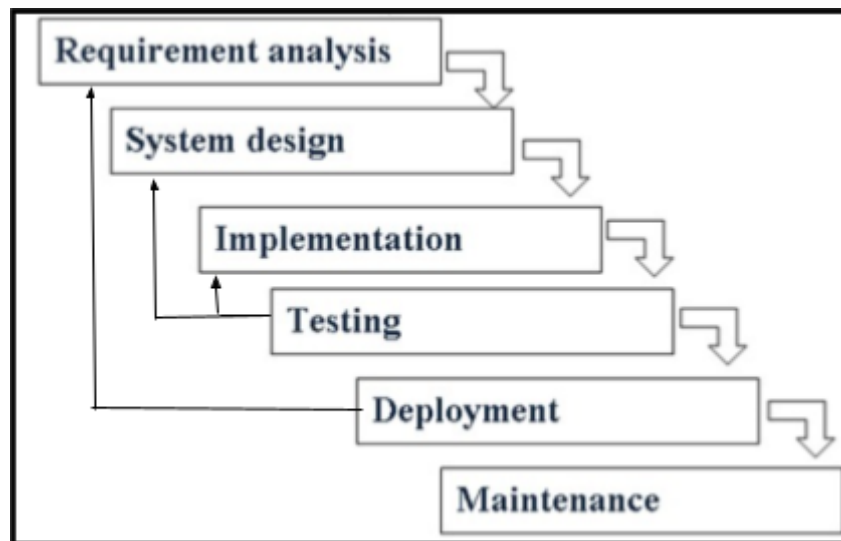 Requirement analysis
System design
Implementation
Testing
Deployment
Maintenance